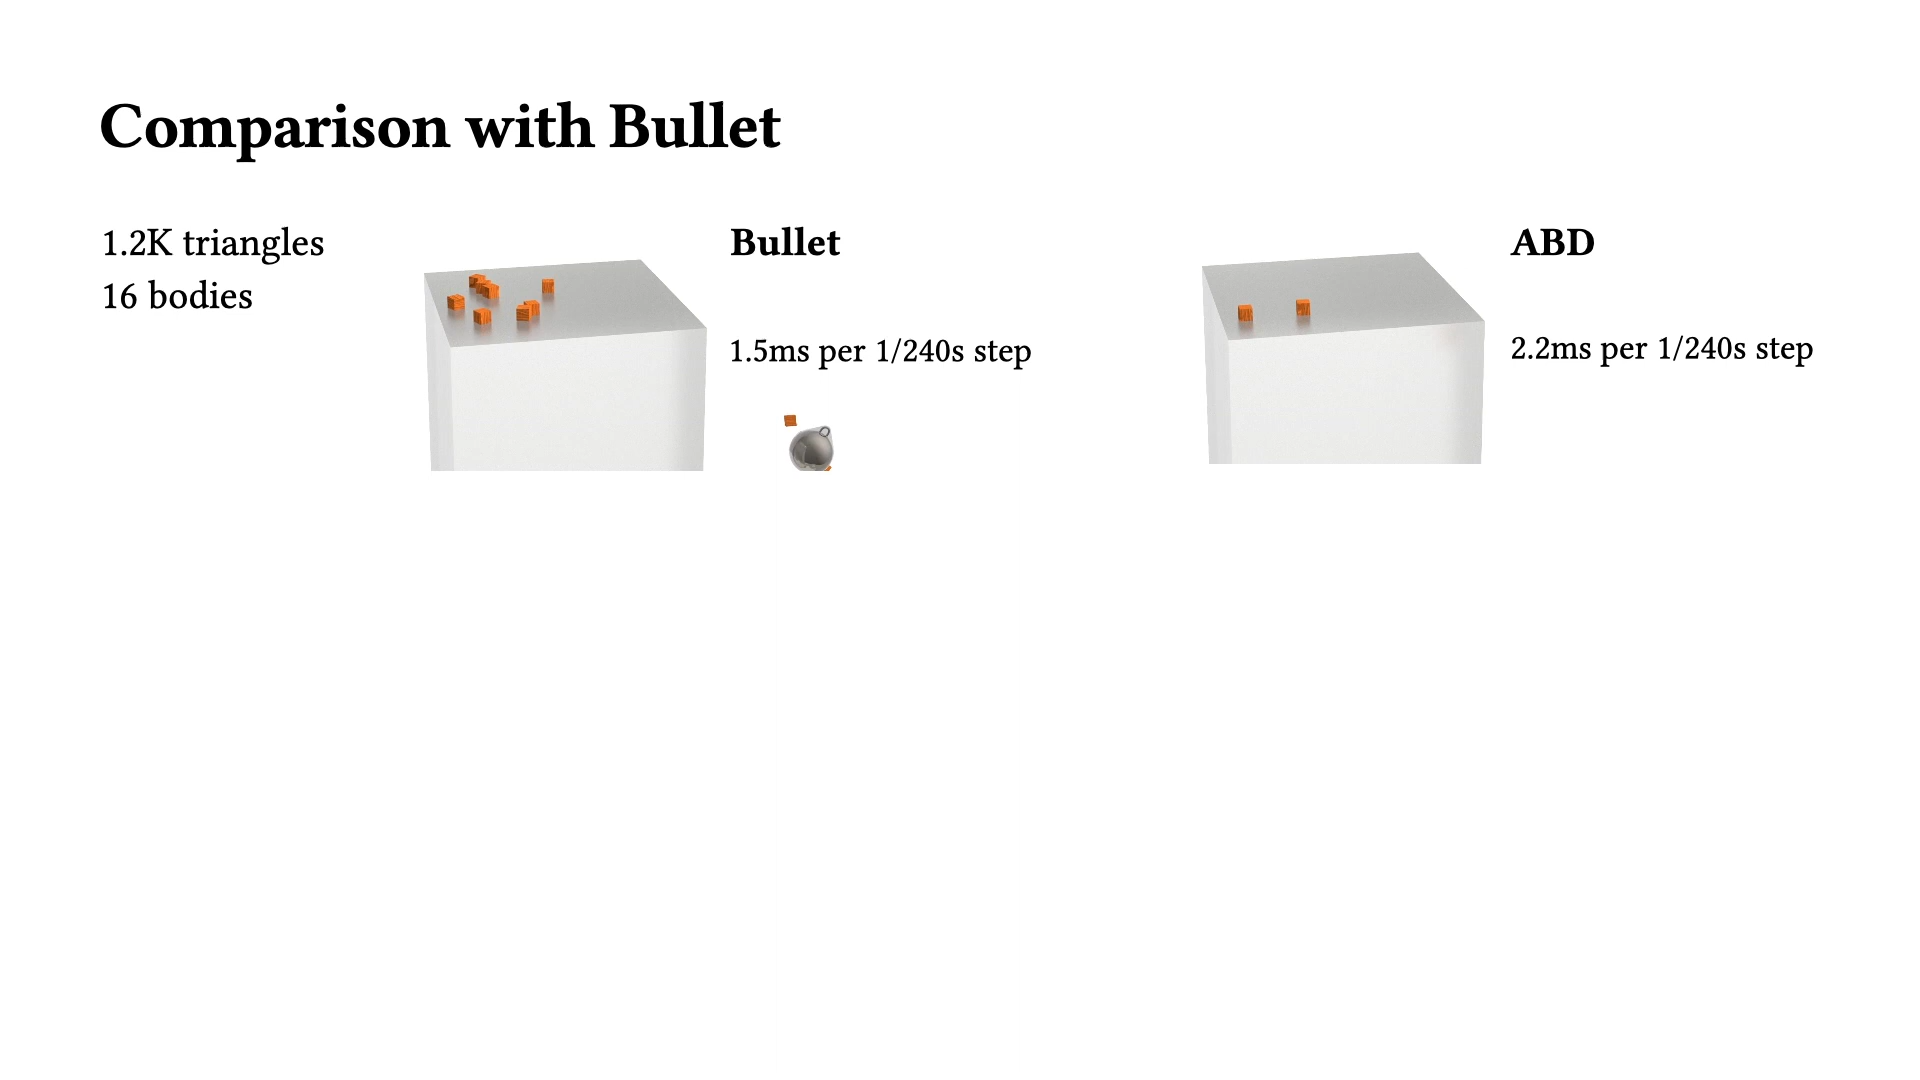 Comparison with Bullet
1.2K triangles
16 bodies
Bullet
1.5ms per 1/240s step
ABD
2.2ms per 1/240s step